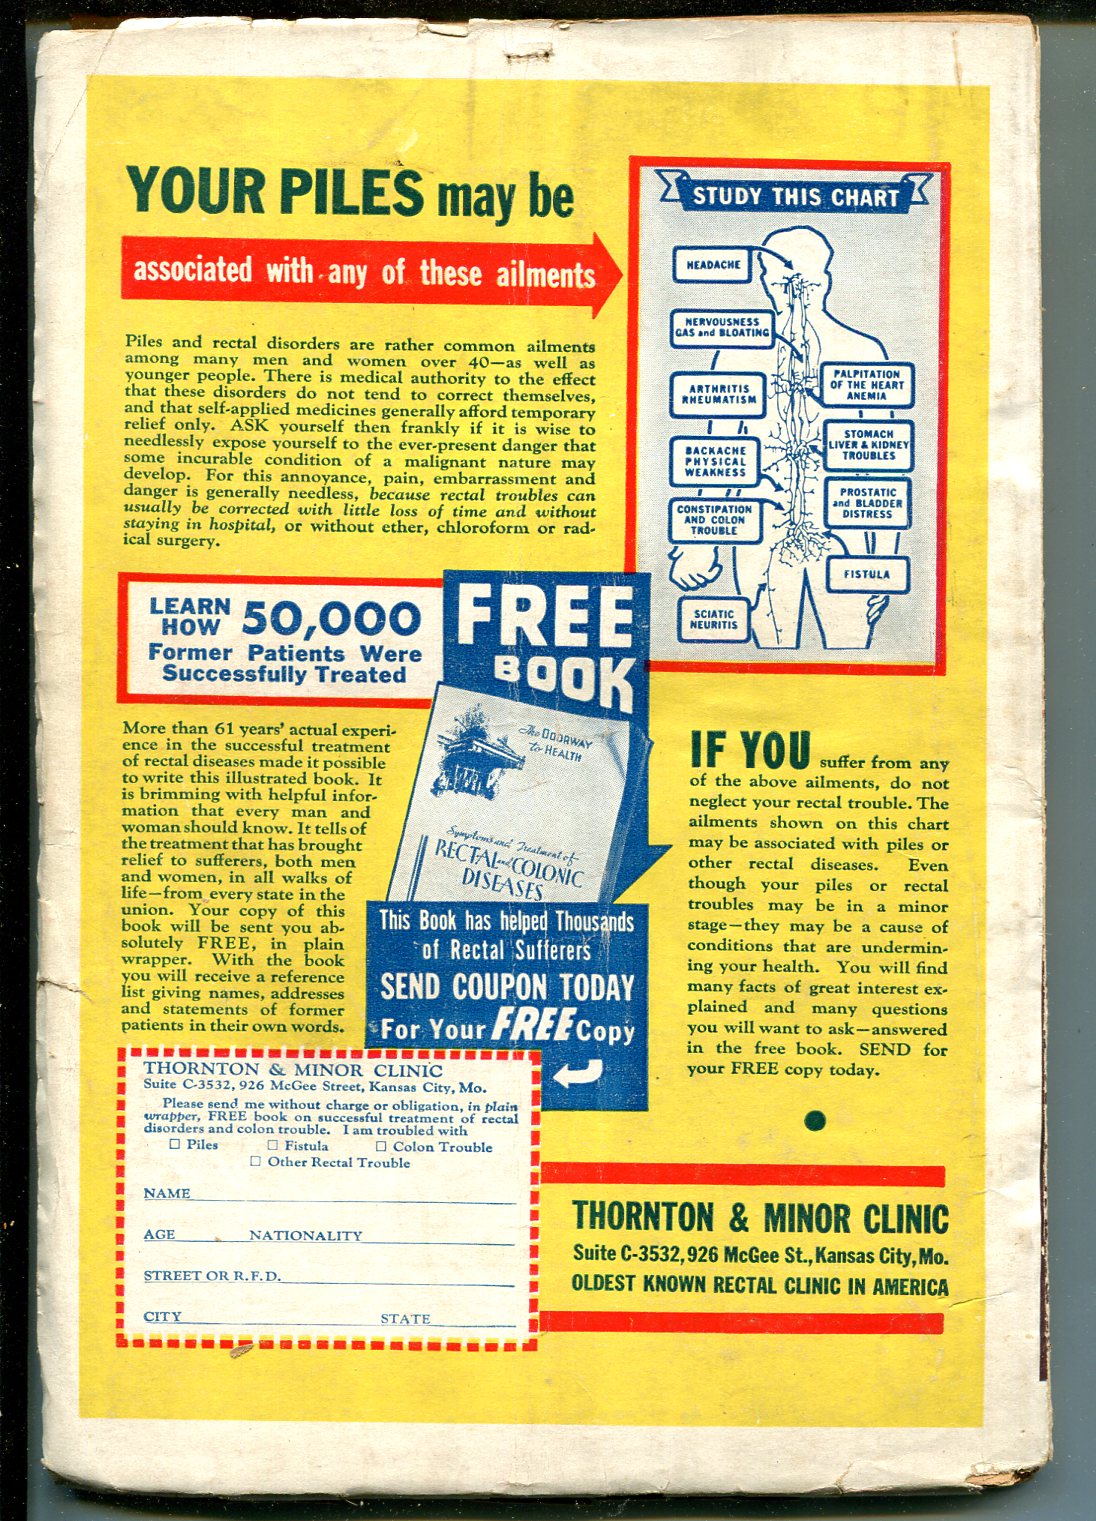 YOUR PILES may be
associated with any of these ailments
Piles and rectal disorders are rather common ailments
among many men and women over 40—as well as
younger people. There is medical authority to the effect
that these disorders do not tend to correct themselves,
and that self-applied medicines generally afford temporary
relief only. ASK yourself then frankly if it is wise to
needlessly expose yourself to the ever-present danger that
some incurable condition of a malignant nature may
develop. For this annoyance, pain, embarrassment and
danger is generally needless, because rectal troubles can
usually be corrected with little loss of time and without
staying in hospital, or without ether, chloroform or rad-
ical surgery.
STUDY THIS CHART
HEADACHE
NERVOUSNESS
GAS and BLOATING
ARTHRITIS
RHEUMATISM
BACKACHE
PHYSICAL
WEAKNESS
CONSTIPATION
AND COLON
TROUBLE
SCIATIC
NEURITIS
PALPITATION
OF THE HEART
ANEMIA
STOMACH
LIVER & KIDNEY
TROUBLES
PROSTATIC
and BLADDER
DISTRESS
FISTULA
LEARN
HOW 50,000
Former Patients Were
Successfully Treated
FREE
BOOK
The DOORWAY
to HEALTH
Symptoms and Treatment of
RECTAL and COLONIC
DISEASES
This Book has helped Thousands
of Rectal Sufferers
SEND COUPON TODAY
For Your FREE Copy
More than 61 years' actual experi-
ence in the successful treatment
of rectal diseases made it possible
to write this illustrated book. It
is brimming with helpful infor-
mation that every man and
woman should know. It tells of
the treatment that has brought
relief to sufferers, both men
and women, in all walks of
life—from every state in the
union. Your copy of this
book will be sent you ab-
solutely FREE, in plain
wrapper. With the book
you will receive a reference
list giving names, addresses
and statements of former
patients in their own words.
IF YOU suffer from any
of the above ailments, do not
neglect your rectal trouble. The
ailments shown on this chart
may be associated with piles or
other rectal diseases. Even
though your piles or rectal
troubles may be in a minor
stage—they may be a cause of
conditions that are undermin-
ing your health. You will find
many facts of great interest ex-
plained and many questions
you will want to ask—answered
in the free book. SEND for
your FREE copy today.
THORNTON & MINOR CLINIC
Suite C-3532, 926 McGee Street, Kansas City, Mo.
Please send me without charge or obligation, in plain
wrapper, FREE book on successful treatment of rectal
disorders and colon trouble. I am troubled with
☐ Piles ☐ Fistula ☐ Colon Trouble
☐ Other Rectal Trouble
NAME
AGE NATIONALITY
STREET OR R.F.D.
CITY STATE
THORNTON & MINOR CLINIC
Suite C-3532, 926 McGee St., Kansas City, Mo.
OLDEST KNOWN RECTAL CLINIC IN AMERICA